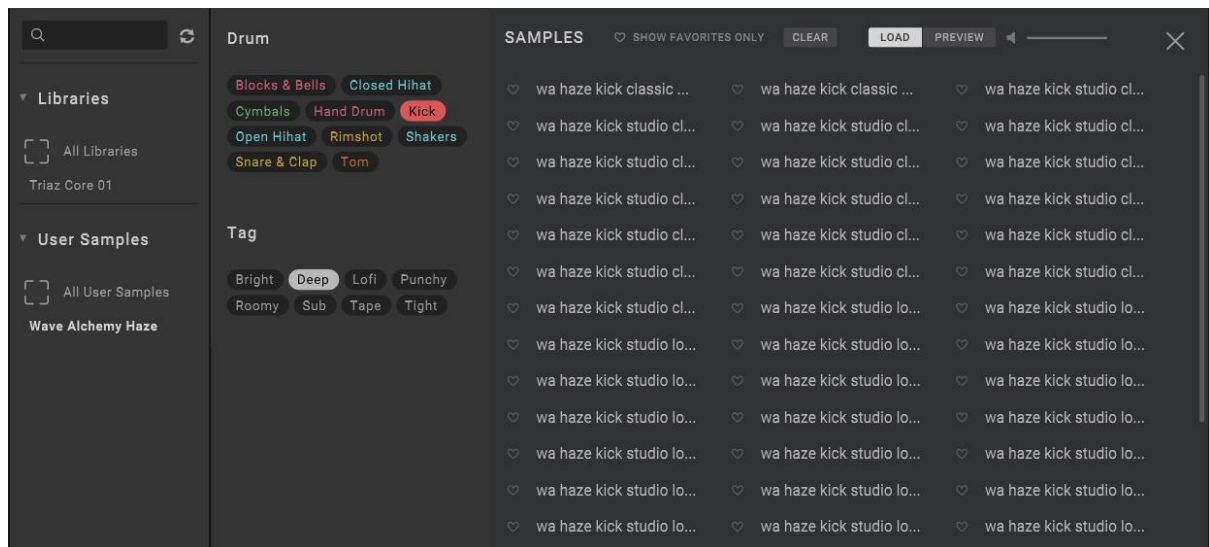 Libraries
All Libraries
Triaz Core 01
User Samples
All User Samples
Wave Alchemy Haze
Drum
Blocks & Bells Closed Hihat
Cymbals Hand Drum Kick
Open Hihat Rimshot Shakers
Snare & Clap Tom
Tag
Bright Deep Lofi Punchy
Roomy Sub Tape Tight
SAMPLES SHOW FAVORITES ONLY CLEAR LOAD PREVIEW
wa haze kick classic ... wa haze kick classic ... wa haze kick studio cl...
wa haze kick studio cl... wa haze kick studio cl... wa haze kick studio cl...
wa haze kick studio cl... wa haze kick studio cl... wa haze kick studio cl...
wa haze kick studio cl... wa haze kick studio cl... wa haze kick studio cl...
wa haze kick studio cl... wa haze kick studio cl... wa haze kick studio cl...
wa haze kick studio cl... wa haze kick studio cl... wa haze kick studio cl...
wa haze kick studio cl... wa haze kick studio lo... wa haze kick studio lo...
wa haze kick studio lo... wa haze kick studio lo... wa haze kick studio lo...
wa haze kick studio lo... wa haze kick studio lo... wa haze kick studio lo...
wa haze kick studio lo... wa haze kick studio lo... wa haze kick studio lo...
wa haze kick studio lo... wa haze kick studio lo... wa haze kick studio lo...
wa haze kick studio lo... wa haze kick studio lo... wa haze kick studio lo...
wa haze kick studio lo... wa haze kick studio lo... wa haze kick studio lo...